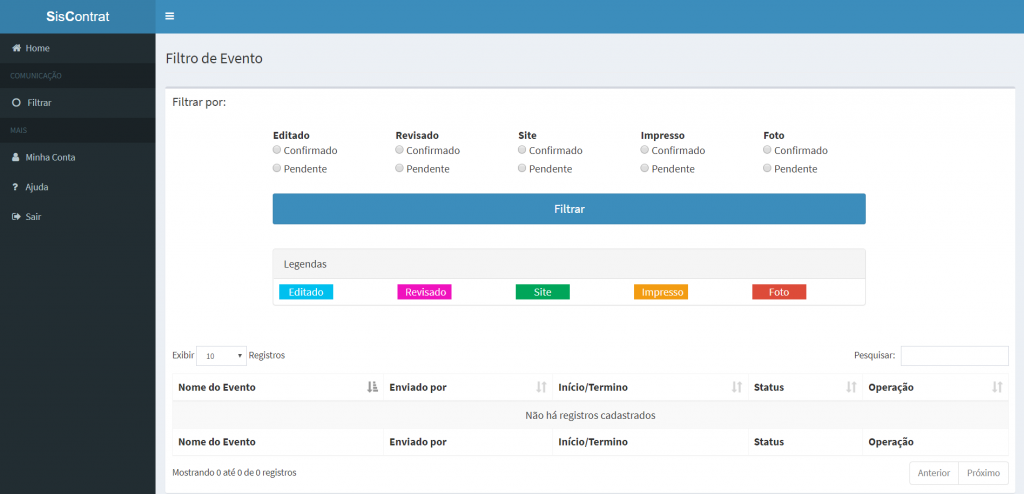 SisContrat
Home
COMUNICAÇÃO
Filtrar
MAIS
Minha Conta
Ajuda
Sair
Filtro de Evento
Filtrar por:
Editado Revisado Site Impresso Foto
Confirmado Confirmado Confirmado Confirmado Confirmado
Pendente Pendente Pendente Pendente Pendente
Filtrar
Legendas
Editado Revisado Site Impresso Foto
Exibir 10 Registros Pesquisar:
Nome do Evento Enviado por Início/Termino Status Operação
Não há registros cadastrados
Nome do Evento Enviado por Início/Termino Status Operação
Mostrando 0 até 0 de 0 registros Anterior Próximo